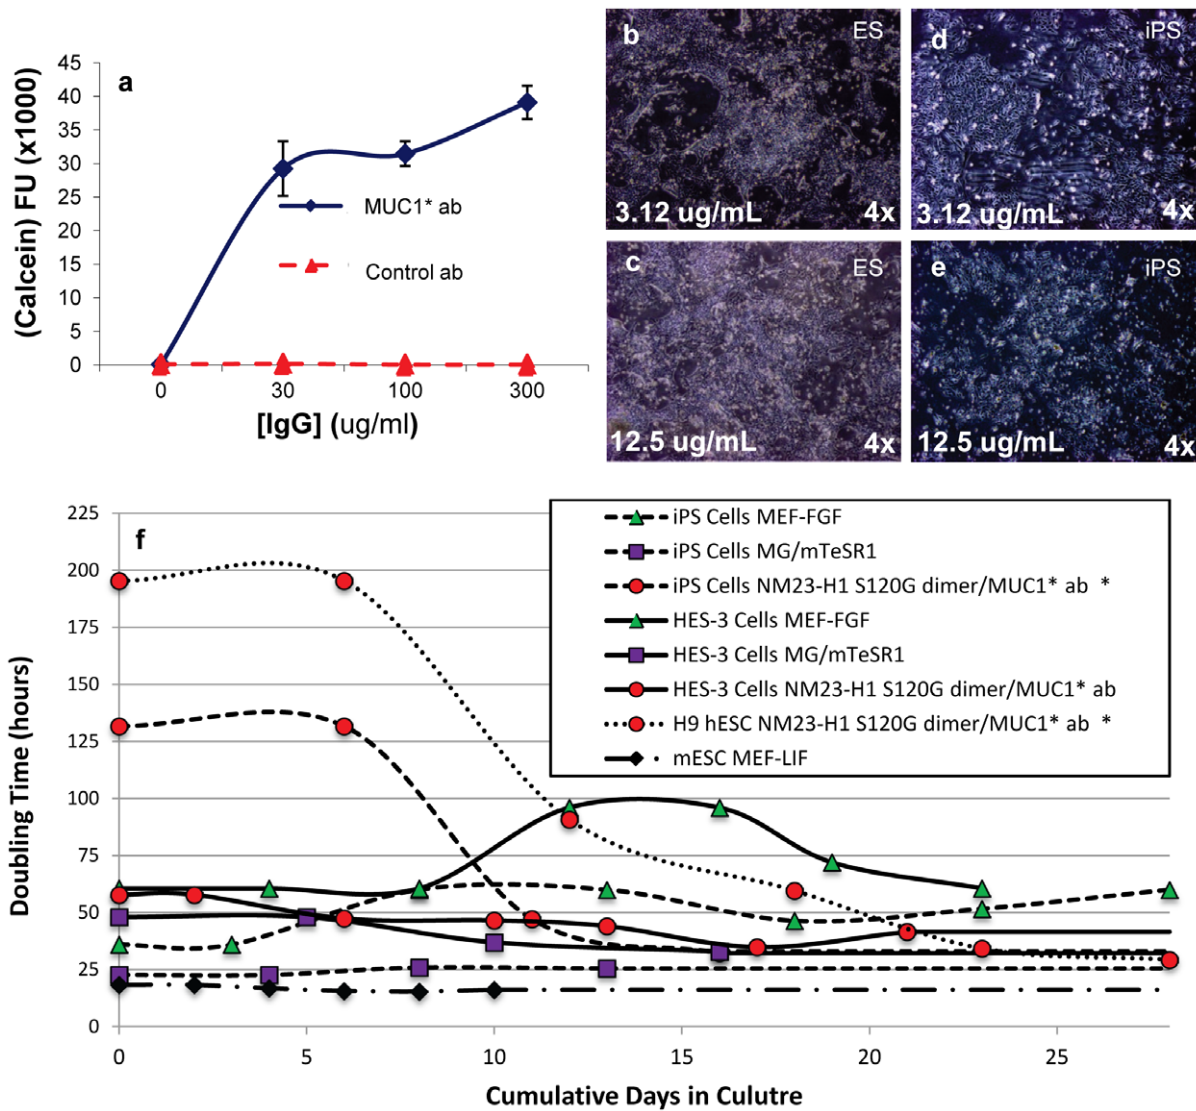 a
(Calcein) FU (x1000)
45
40
35
30
25
20
15
10
5
0
MUC1* ab
Control ab
0 30 100 300
[IgG] (ug/ml)
b ES
3.12 ug/mL 4x
d iPS
3.12 ug/mL 4x
c ES
12.5 ug/mL 4x
e iPS
12.5 ug/mL 4x
f
Doubling Time (hours)
225
200
175
150
125
100
75
50
25
0
iPS Cells MEF-FGF
iPS Cells MG/mTeSR1
iPS Cells NM23-H1 S120G dimer/MUC1* ab *
HES-3 Cells MEF-FGF
HES-3 Cells MG/mTeSR1
HES-3 Cells NM23-H1 S120G dimer/MUC1* ab
H9 hESC NM23-H1 S120G dimer/MUC1* ab *
mESC MEF-LIF
0 5 10 15 20 25
Cumulative Days in Culutre